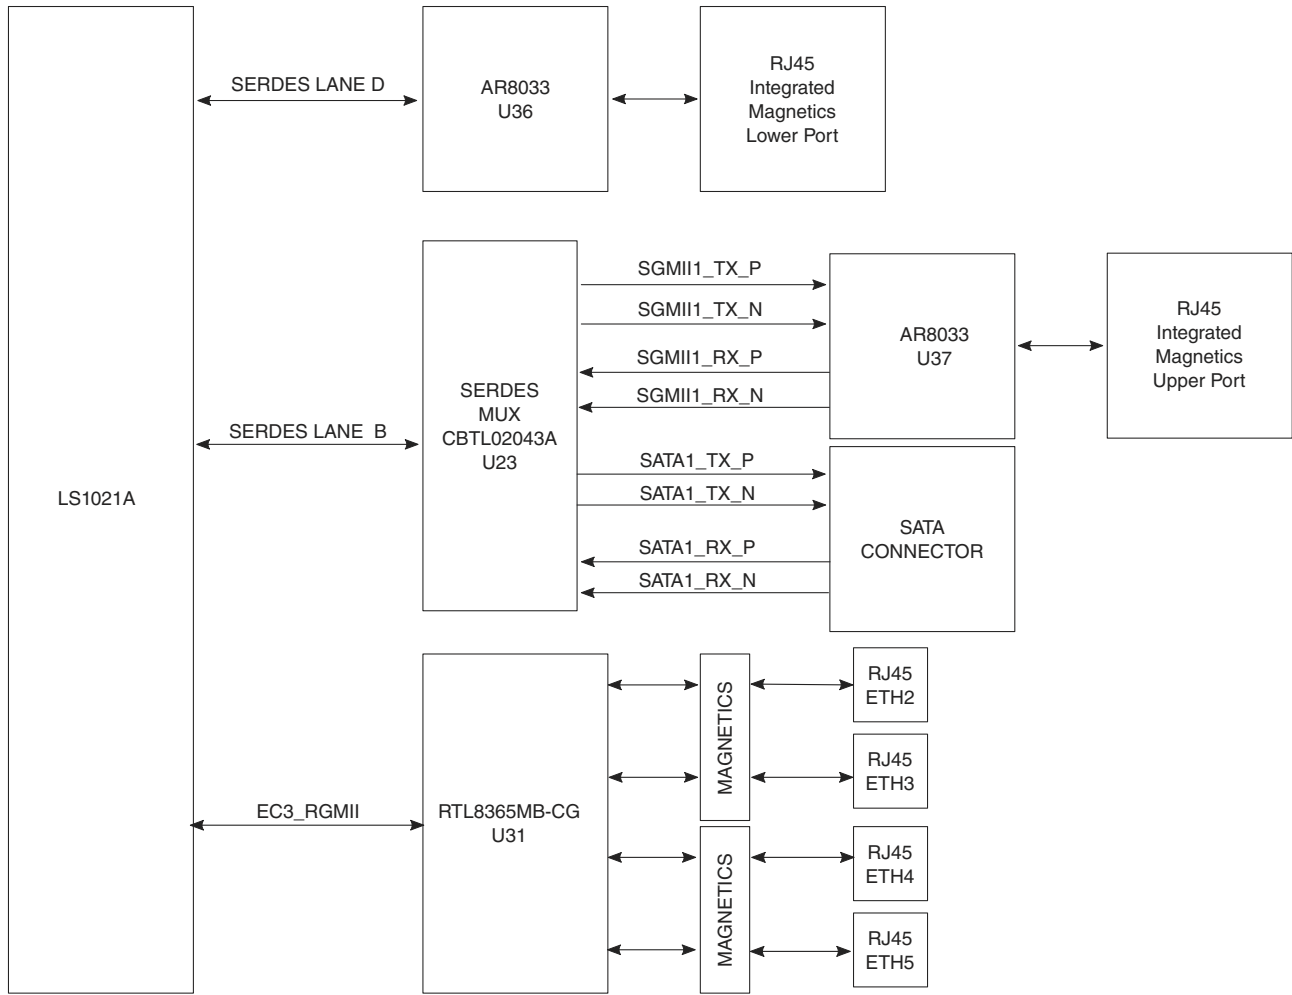 LS1021A
SERDES LANE D
AR8033
U36
RJ45
Integrated
Magnetics
Lower Port
SERDES LANE B
SERDES
MUX
CBTL02043A
U23
SGMII1_TX_P
SGMII1_TX_N
SGMII1_RX_P
SGMII1_RX_N
AR8033
U37
RJ45
Integrated
Magnetics
Upper Port
SATA1_TX_P
SATA1_TX_N
SATA1_RX_P
SATA1_RX_N
SATA
CONNECTOR
EC3_RGMII
RTL8365MB-CG
U31
MAGNETICS
RJ45
ETH2
RJ45
ETH3
MAGNETICS
RJ45
ETH4
RJ45
ETH5